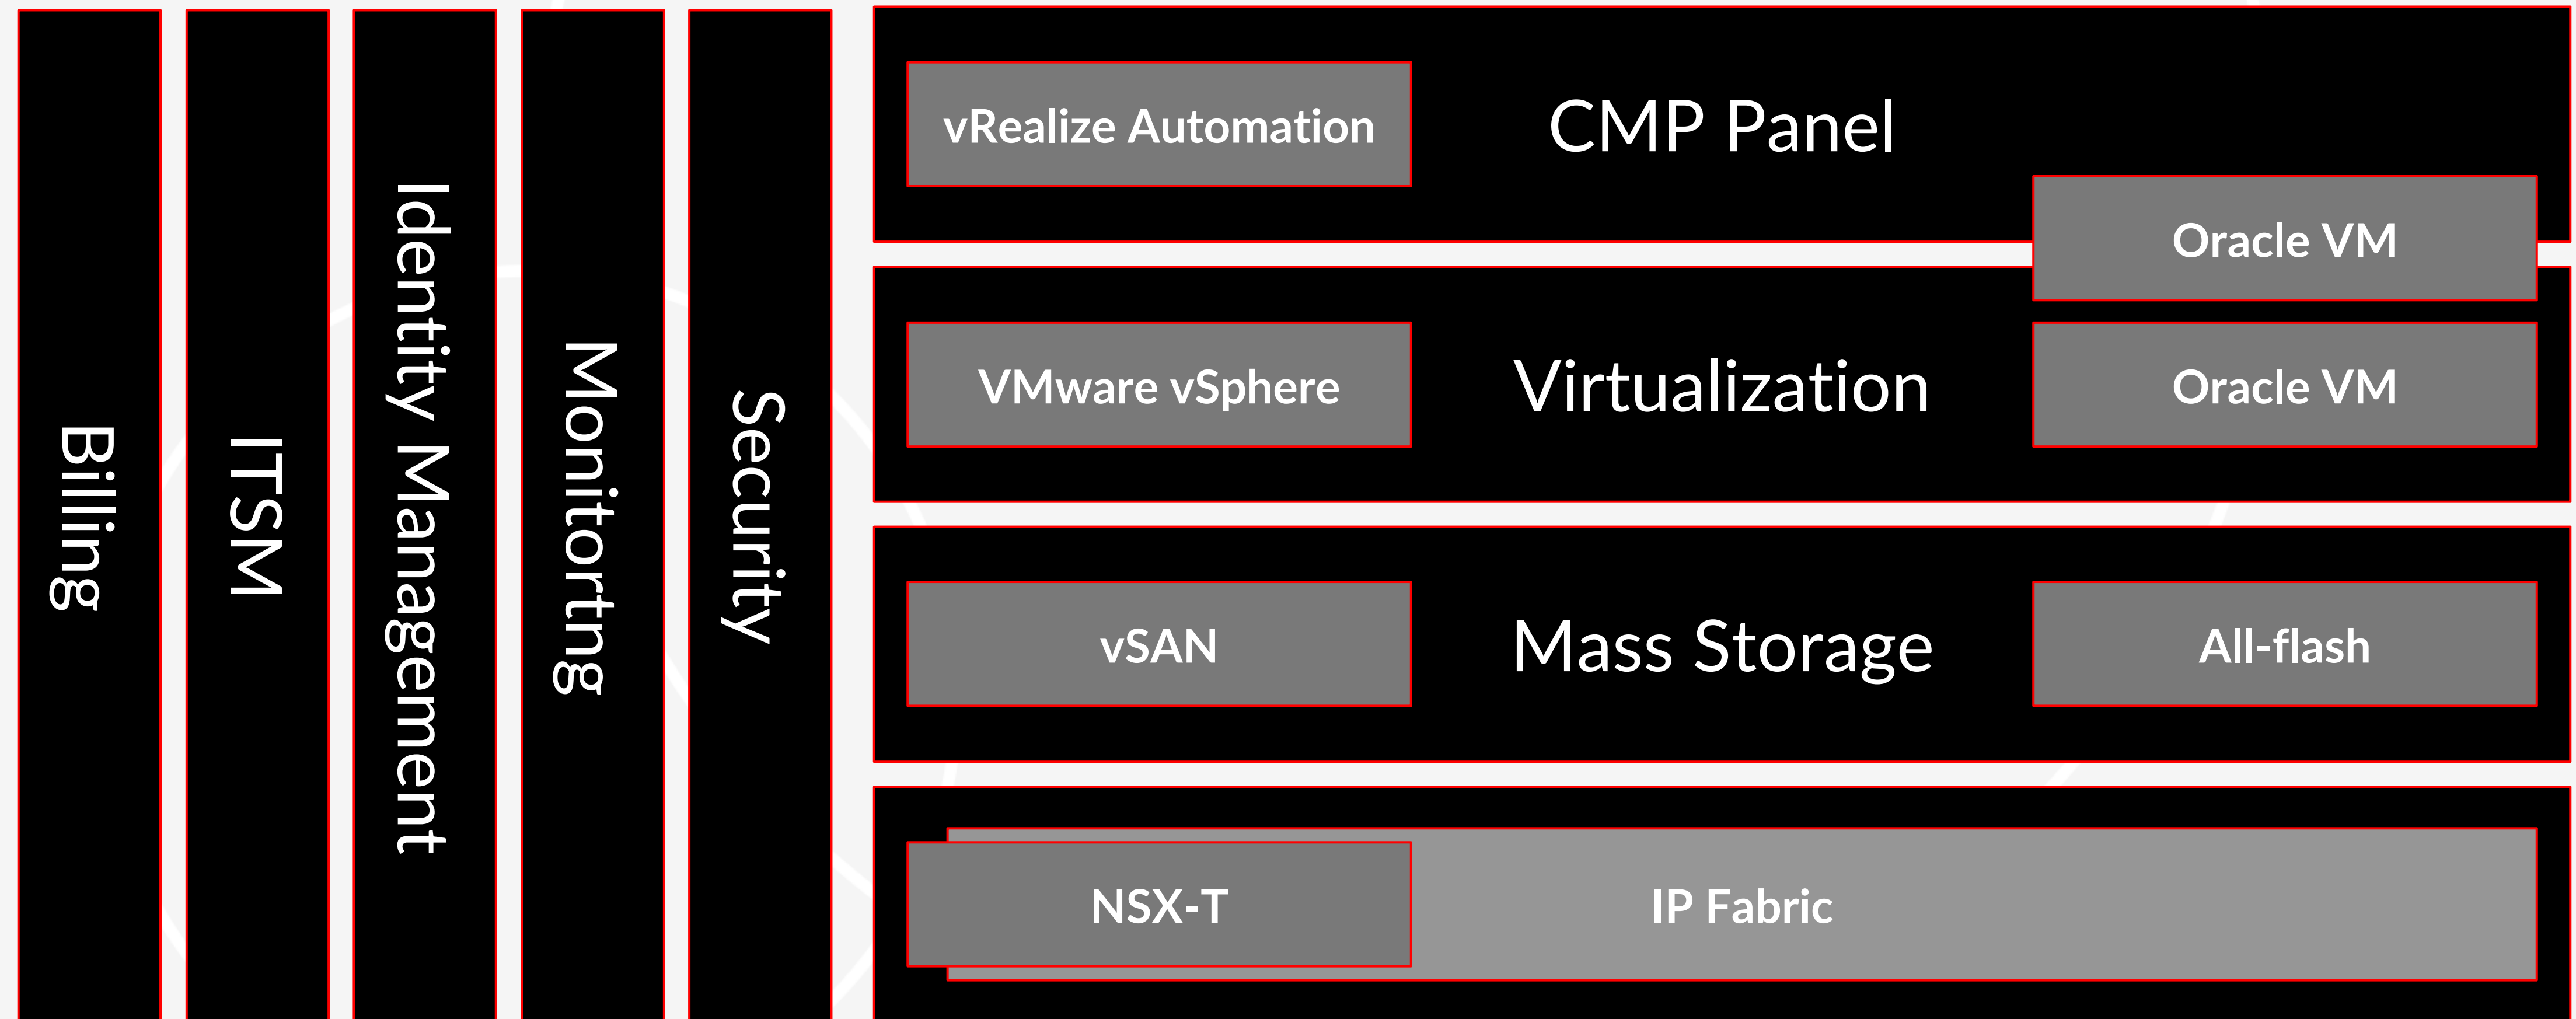 Billing
ITSM
Identity Management
Monitortng
Security
vRealize Automation
CMP Panel
Oracle VM
VMware vSphere
Virtualization
Oracle VM
vSAN
Mass Storage
All-flash
NSX-T
IP Fabric